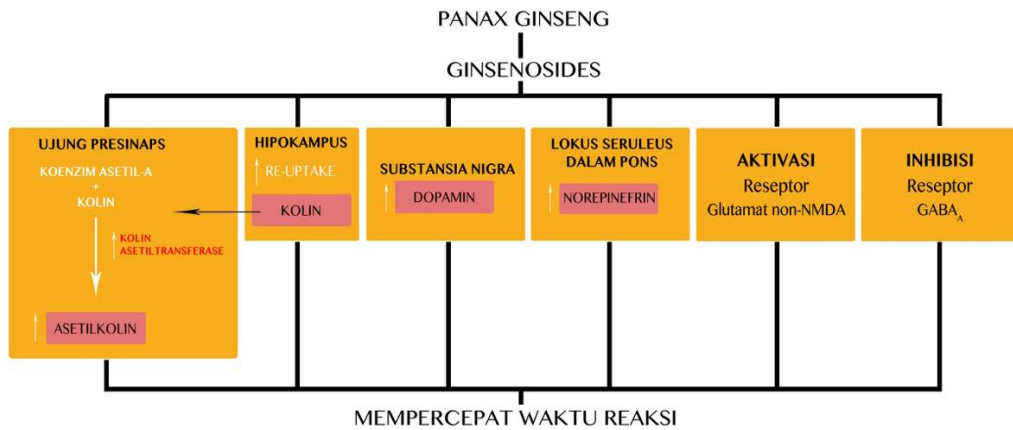 PANAX GINSENG
GINSENOSIDES
UJUNG PRESINAPS
KOENZIM ASETIL-A
+
KOLIN
KOLIN
ASETILTRANSFERASE
ASETILKOLIN
HIPOKAMPUS
RE-UPTAKE
KOLIN
SUBSTANSIA NIGRA
DOPAMIN
LOKUS SERULEUS
DALAM PONS
NOREPINEFRIN
AKTIVASI
Reseptor
Glutamat non-NMDA
INHIBISI
Reseptor
GABA_A
MEMPERCEPAT WAKTU REAKSI